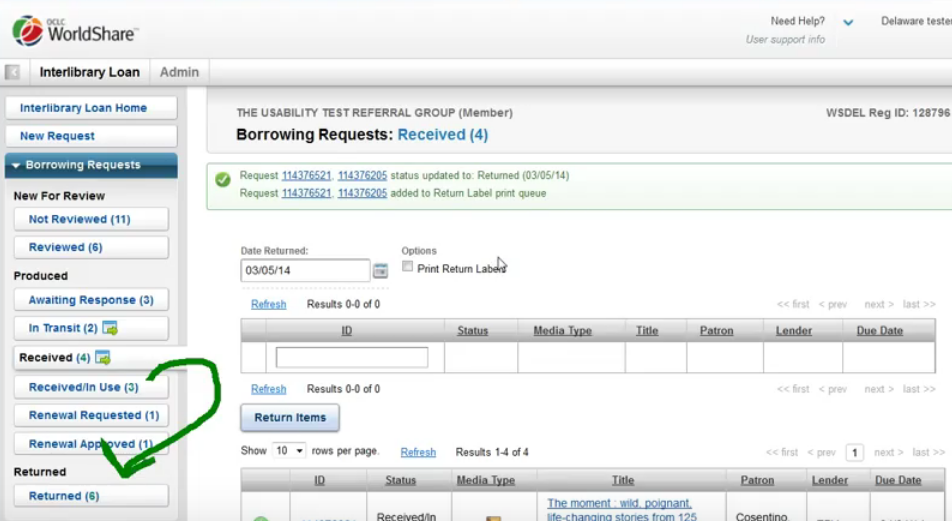 OCLC
WorldShare™
Need Help?
Delaware tester
User support info
Interlibrary Loan
Admin
Interlibrary Loan Home
New Request
Borrowing Requests
New For Review
Not Reviewed (11)
Reviewed (6)
Produced
Awaiting Response (3)
In Transit (2)
Received (4)
Received/In Use (3)
Renewal Requested (1)
Renewal Approved (1)
Returned
Returned (6)
THE USABILITY TEST REFERRAL GROUP (Member)
WSDEL Reg ID: 128796
Borrowing Requests: Received (4)
Request 114376521, 114376205 status updated to: Returned (03/05/14)
Request 114376521, 114376205 added to Return Label print queue
Date Returned:
Options
03/05/14
Print Return Labels
Refresh Results 0-0 of 0
<< first < prev next > last >>
ID Status Media Type Title Patron Lender Due Date
Refresh Results 0-0 of 0
<< first < prev next > last >>
Return Items
Show 10 rows per page. Refresh Results 1-4 of 4
<< first < prev 1 next > last >>
ID Status Media Type Title Patron Lender Due Date
The moment : wild, poignant,
Received/In life-changing stories from 125 Cosentino,